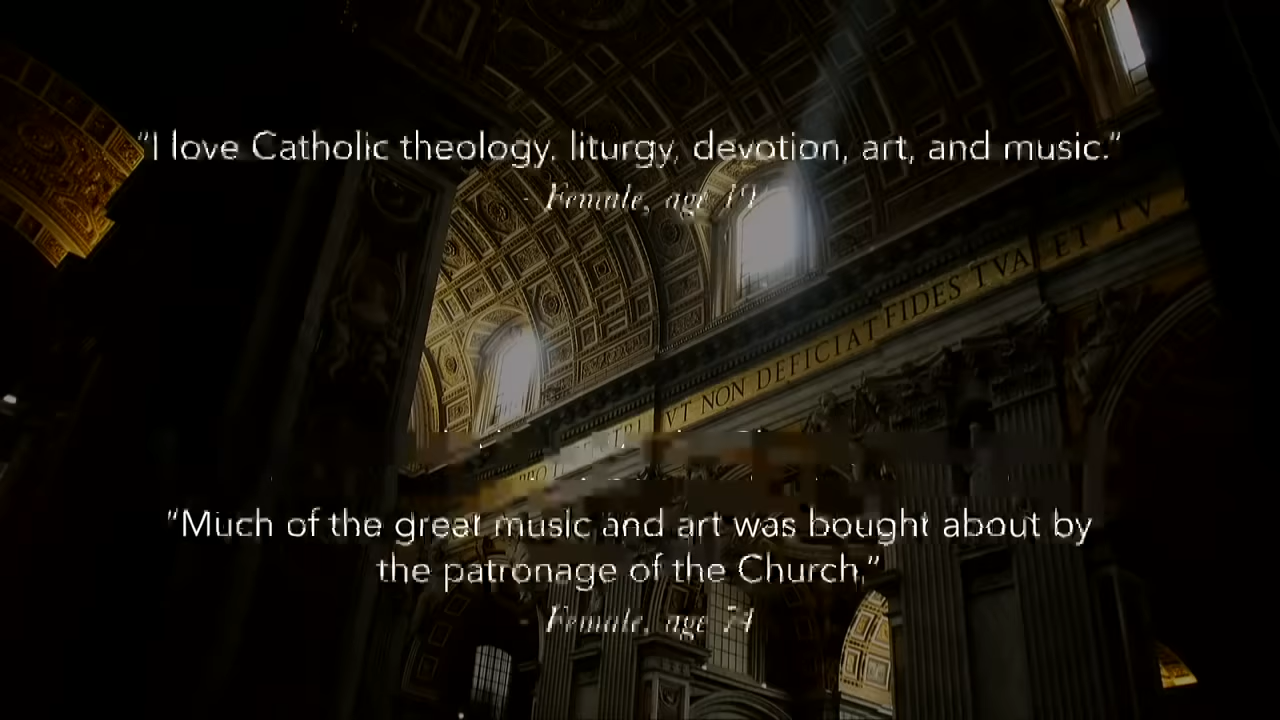 “I love Catholic theology, liturgy, devotion, art, and music.”
- Female, age 19
FIDES TVA ET TV
VT NON DEFICIAT
“Much of the great music and art was bought about by
the patronage of the Church.”
Female, age 74